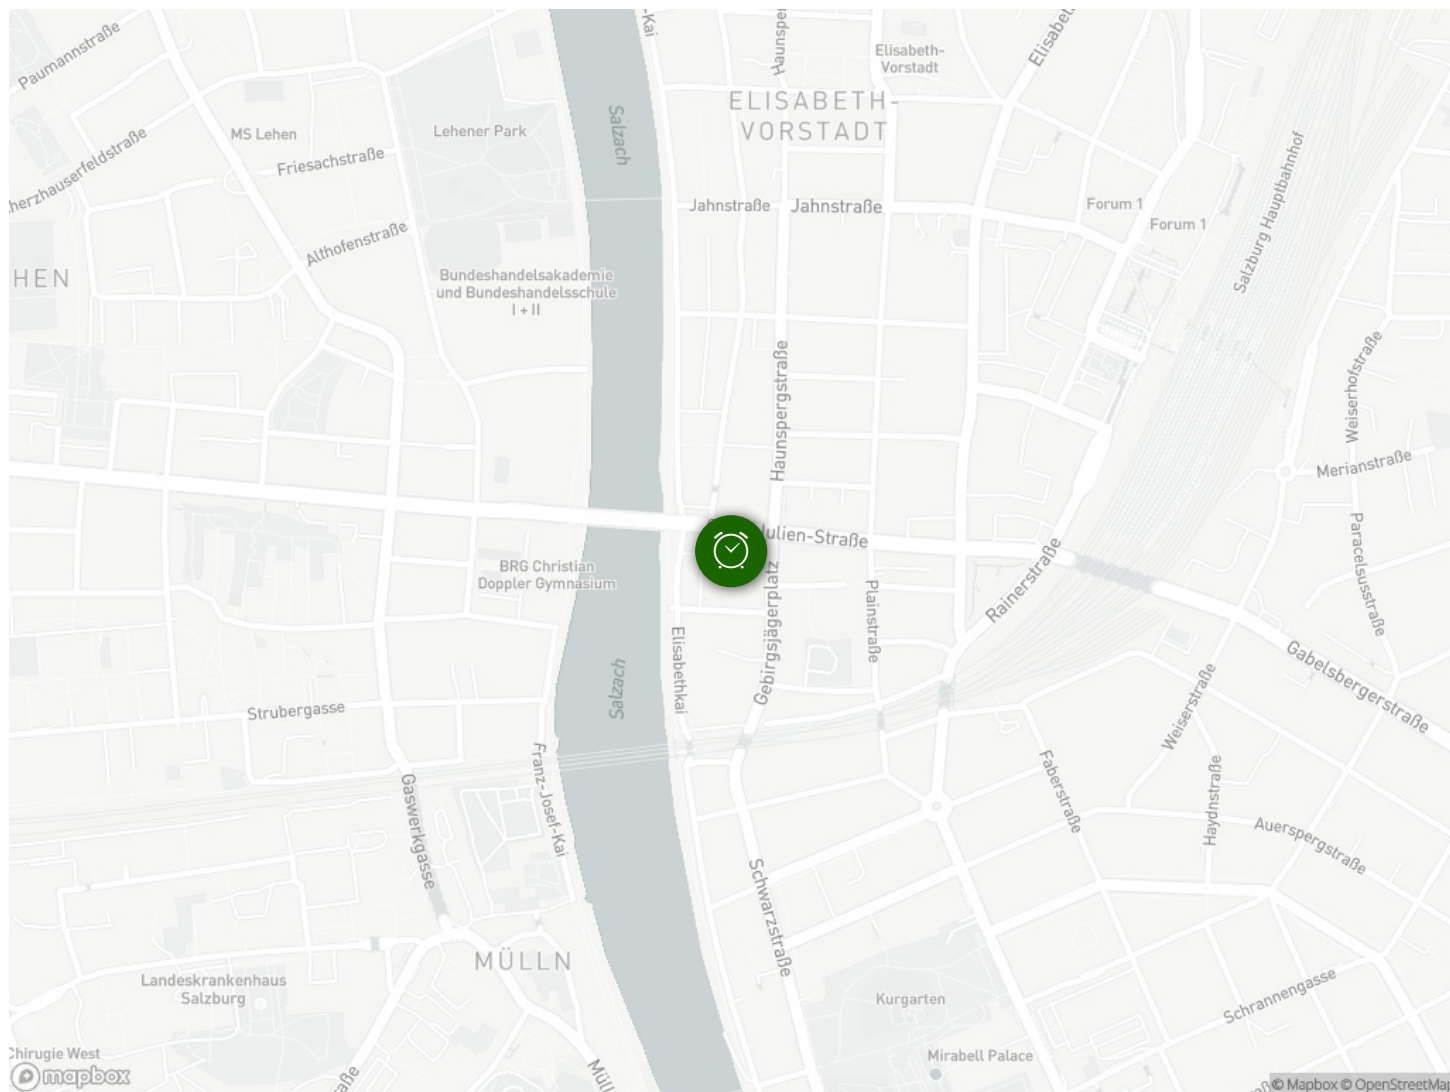 Paumannstraße
-Kai
Elisabeth-
Vorstadt
ELISABETH-
VORSTADT
MS Lehen
Lehener Park
Salzach
Friesachstraße
Jahnstraße
Jahnstraße
Forum 1
Forum 1
Salzburg Hauptbahnhof
Althofenstraße
HEN
Bundeshandelsakademie
und Bundeshandelsschule
I + II
Haunspergstraße
Weiserhofstraße
Merianstraße
Julien-Straße
BRG Christian
Doppler Gymnasium
Gebirgsjägerplatz
Plainstraße
Rainerstraße
Paracelsusstraße
Elisabethkai
Salzach
Gabelsbergerstraße
Weiserstraße
Strubergasse
Franz-Josef-Kai
Gaswerkgasse
Faberstraße
Haydnstraße
Auerspergstraße
Schwarzstraße
MÜLLN
Landeskrankenhaus
Salzburg
Kurgarten
Schrannengasse
Chirugie West
Mirabell Palace
Müll
aße
mapbox
© Mapbox © OpenStreetMap